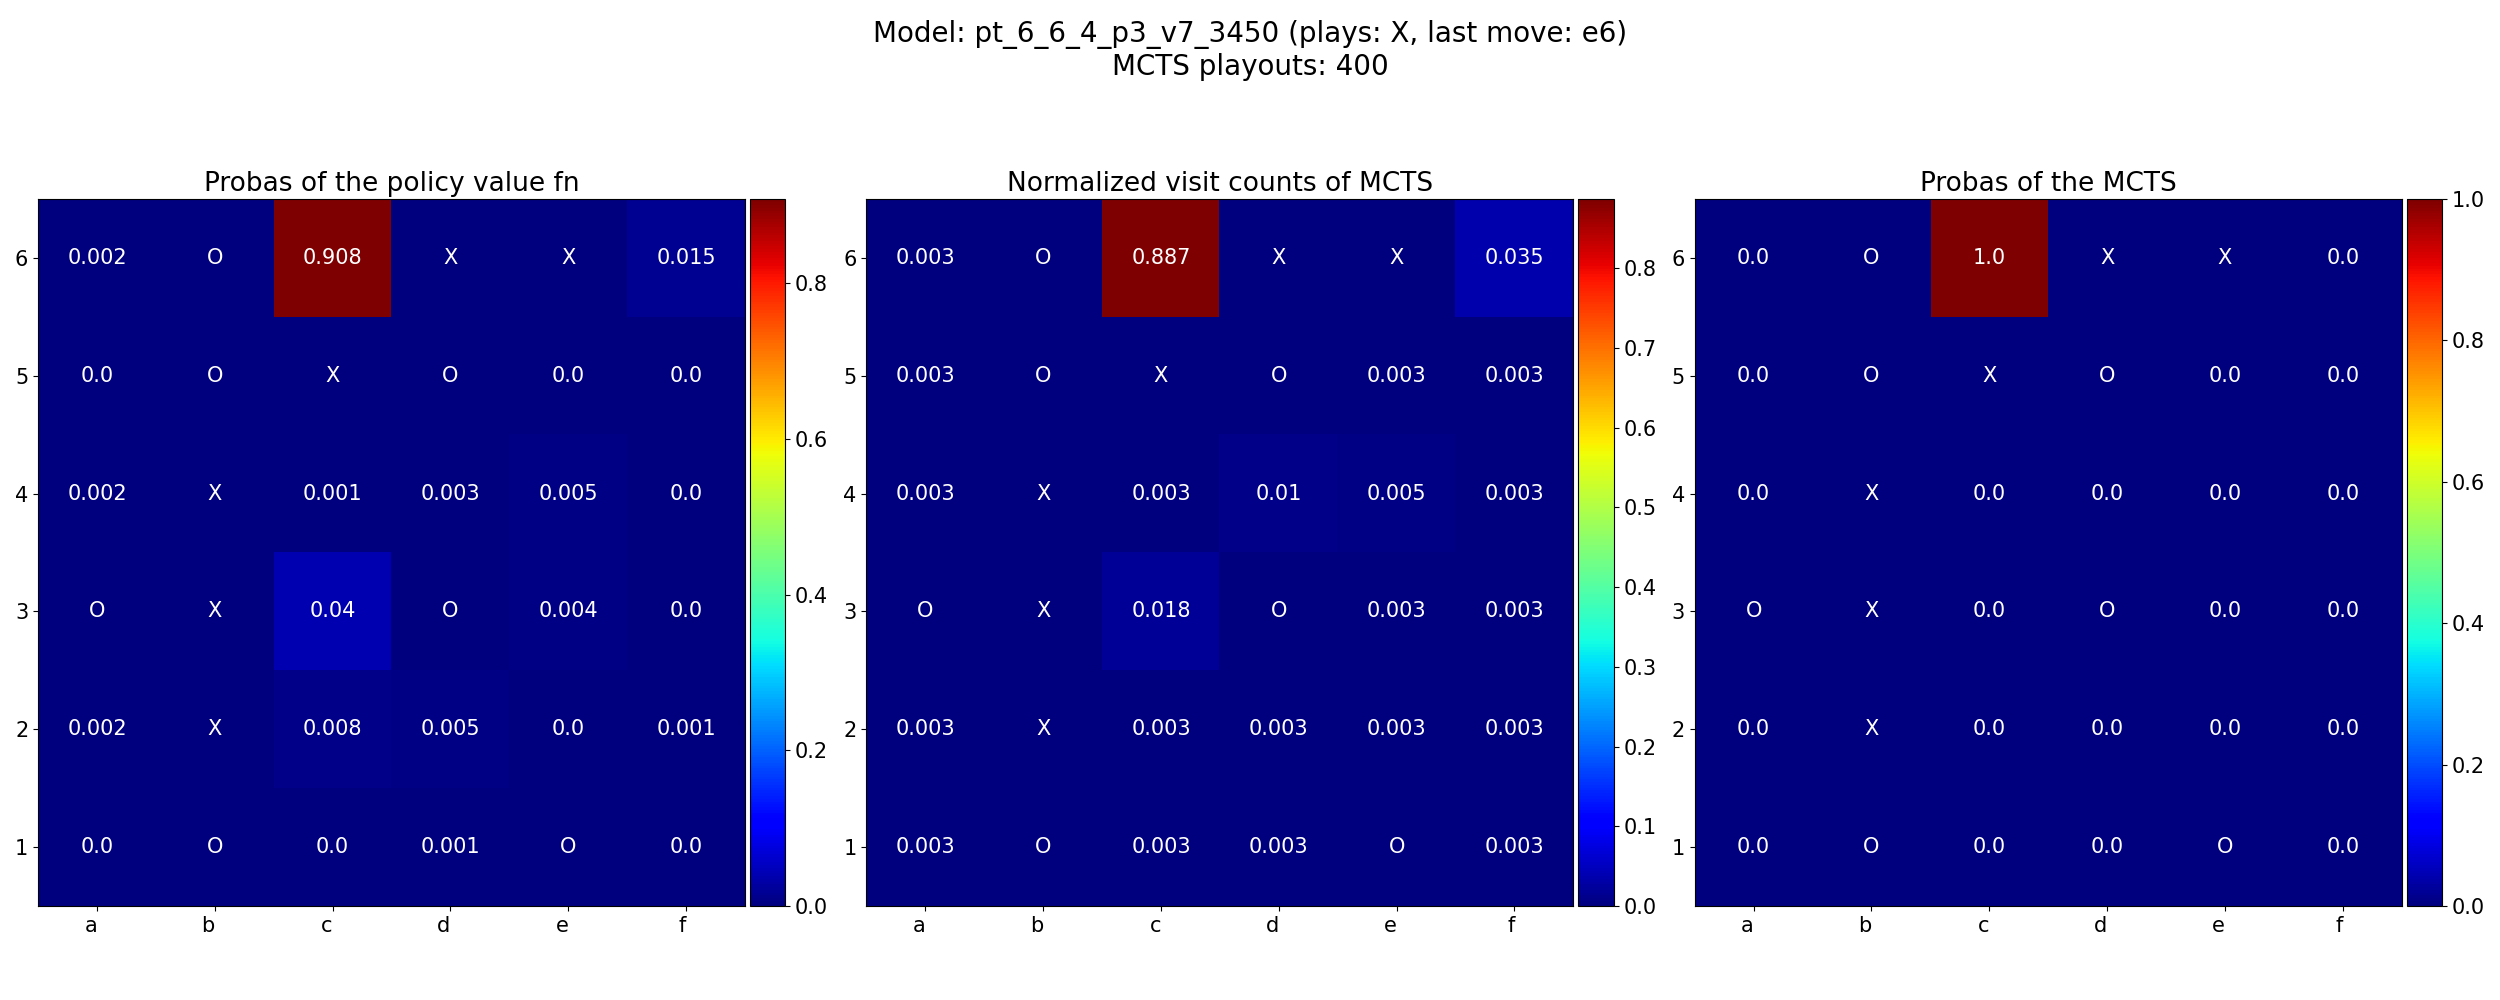 Model: pt_6_6_4_p3_v7_3450 (plays: X, last move: e6)
MCTS playouts: 400
Probas of the policy value fn
6 0.002 O 0.908 X X 0.015
5 0.0 O X O 0.0 0.0
4 0.002 X 0.001 0.003 0.005 0.0
3 O X 0.04 O 0.004 0.0
2 0.002 X 0.008 0.005 0.0 0.001
1 0.0 O 0.0 0.001 O 0.0
a b c d e f
0.8
0.6
0.4
0.2
0.0
Normalized visit counts of MCTS
6 0.003 O 0.887 X X 0.035
5 0.003 O X O 0.003 0.003
4 0.003 X 0.003 0.01 0.005 0.003
3 O X 0.018 O 0.003 0.003
2 0.003 X 0.003 0.003 0.003 0.003
1 0.003 O 0.003 0.003 O 0.003
a b c d e f
0.8
0.7
0.6
0.5
0.4
0.3
0.2
0.1
0.0
Probas of the MCTS
6 0.0 O 1.0 X X 0.0
5 0.0 O X O 0.0 0.0
4 0.0 X 0.0 0.0 0.0 0.0
3 O X 0.0 O 0.0 0.0
2 0.0 X 0.0 0.0 0.0 0.0
1 0.0 O 0.0 0.0 O 0.0
a b c d e f
1.0
0.8
0.6
0.4
0.2
0.0